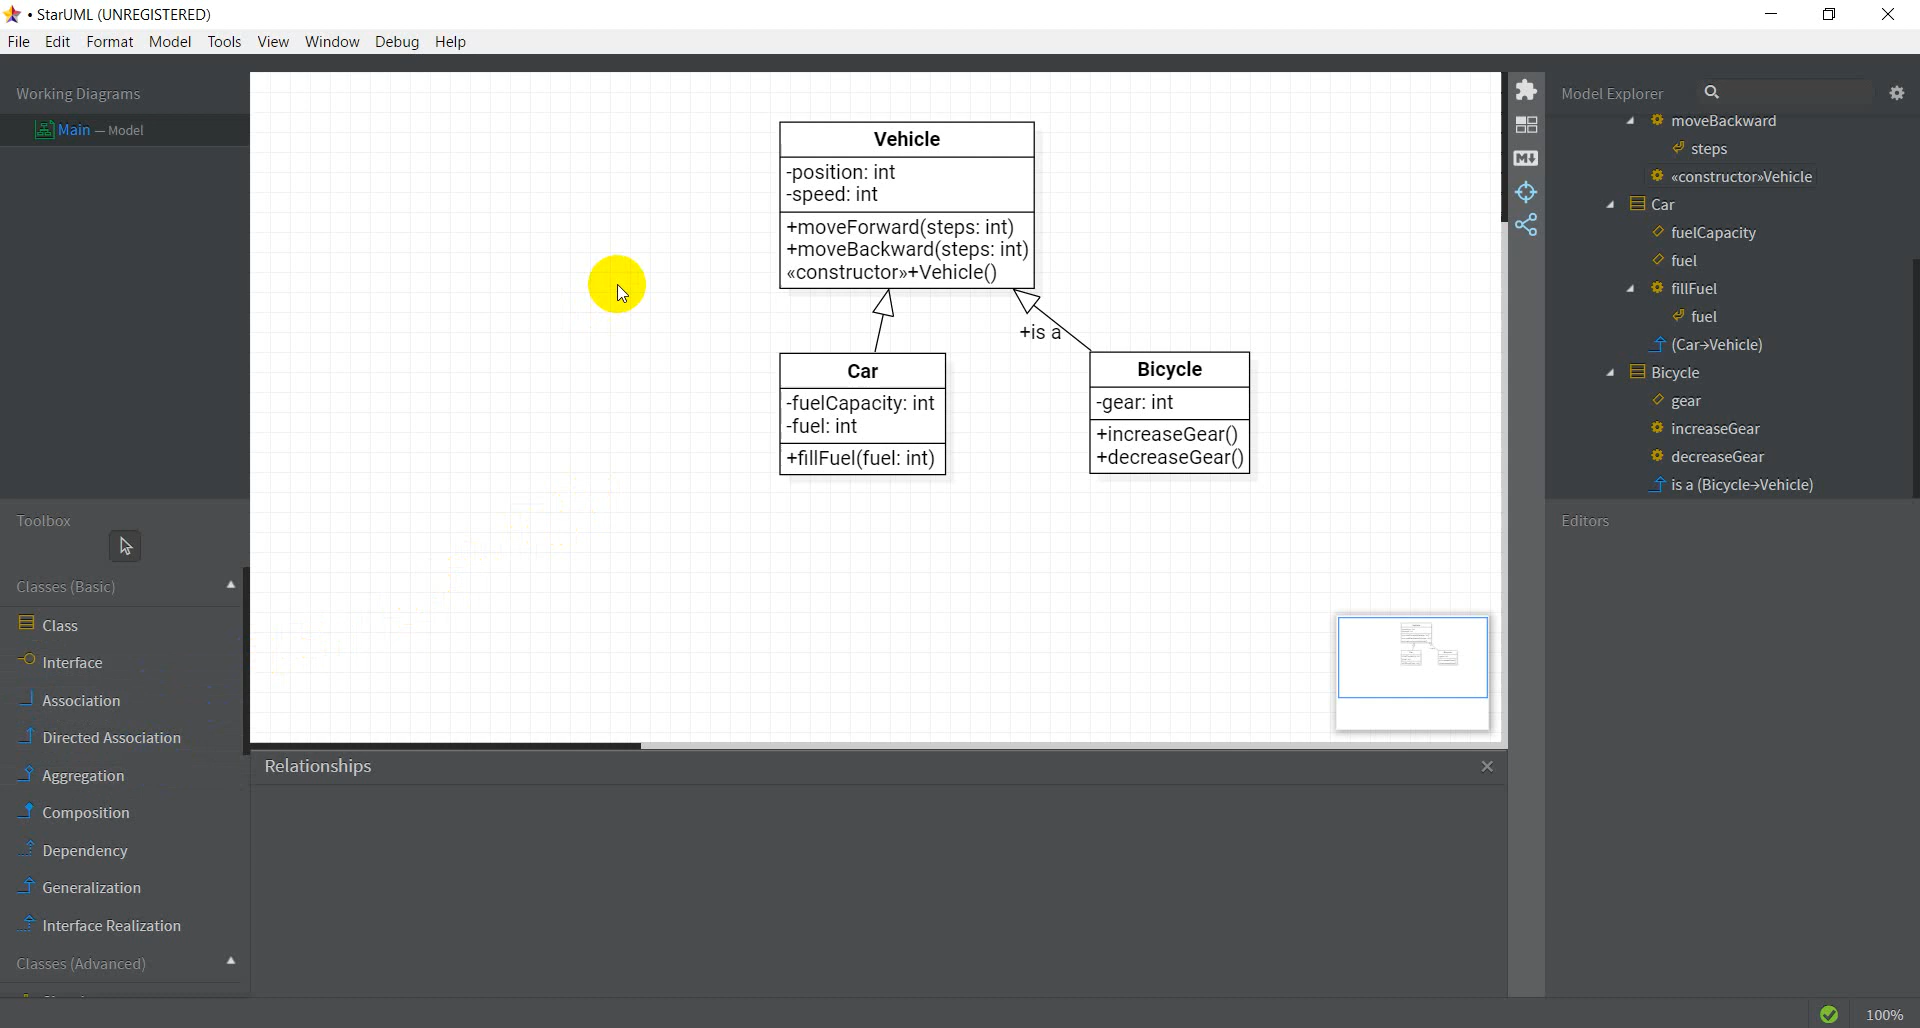 • StarUML (UNREGISTERED)
File Edit Format Model Tools View Window Debug Help
Working Diagrams
Main — Model
Toolbox
Classes (Basic)
Class
Interface
Association
Directed Association
Aggregation
Composition
Dependency
Generalization
Interface Realization
Classes (Advanced)
Vehicle
-position: int
-speed: int
+moveForward(steps: int)
+moveBackward(steps: int)
«constructor»+Vehicle()
+is a
Car
-fuelCapacity: int
-fuel: int
+fillFuel(fuel: int)
Bicycle
-gear: int
+increaseGear()
+decreaseGear()
Relationships
Model Explorer
moveBackward
steps
«constructor»Vehicle
Car
fuelCapacity
fuel
fillFuel
fuel
(Car→Vehicle)
Bicycle
gear
increaseGear
decreaseGear
is a (Bicycle→Vehicle)
Editors
100%